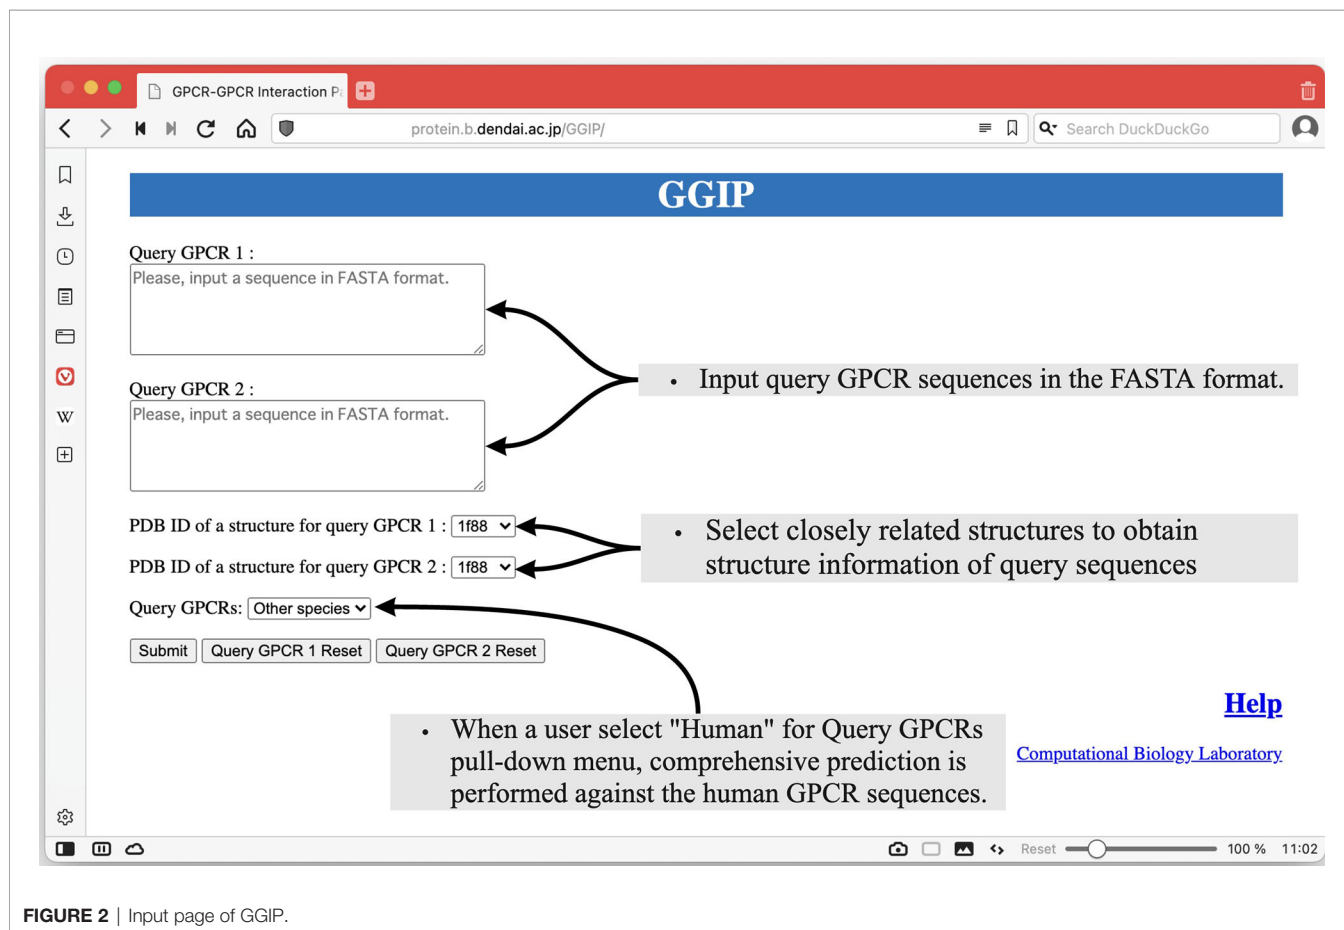 GPCR-GPCR Interaction Pa
protein.b.dendai.ac.jp/GGIP/
Search DuckDuckGo
GGIP
Query GPCR 1 :
Please, input a sequence in FASTA format.
Query GPCR 2 :
Please, input a sequence in FASTA format.
• Input query GPCR sequences in the FASTA format.
PDB ID of a structure for query GPCR 1 : 1f88
PDB ID of a structure for query GPCR 2 : 1f88
• Select closely related structures to obtain
structure information of query sequences
Query GPCRs: Other species
Submit Query GPCR 1 Reset Query GPCR 2 Reset
• When a user select "Human" for Query GPCRs
pull-down menu, comprehensive prediction is
performed against the human GPCR sequences.
Help
Computational Biology Laboratory
W
Reset 100 % 11:02
FIGURE 2 | Input page of GGIP.